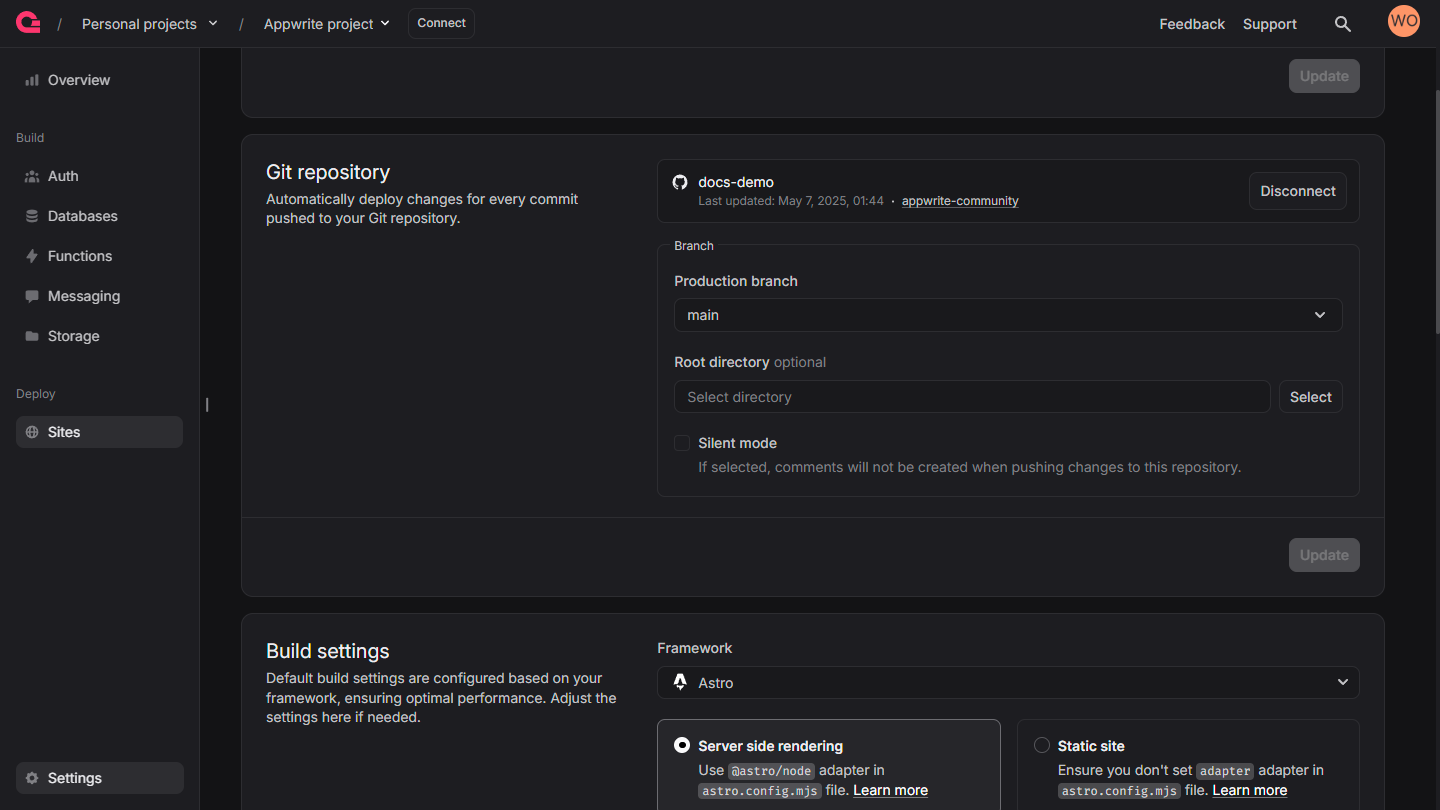 / Personal projects / Appwrite project Connect Feedback Support WO
Overview
Build
Auth
Databases
Functions
Messaging
Storage
Deploy
Sites
Settings
Update
Git repository
Automatically deploy changes for every commit
pushed to your Git repository.
docs-demo
Last updated: May 7, 2025, 01:44 · appwrite-community
Disconnect
Branch
Production branch
main
Root directory optional
Select directory
Select
Silent mode
If selected, comments will not be created when pushing changes to this repository.
Update
Build settings
Default build settings are configured based on your
framework, ensuring optimal performance. Adjust the
settings here if needed.
Framework
Astro
Server side rendering
Use @astro/node adapter in
astro.config.mjs file. Learn more
Static site
Ensure you don't set adapter adapter in
astro.config.mjs file. Learn more